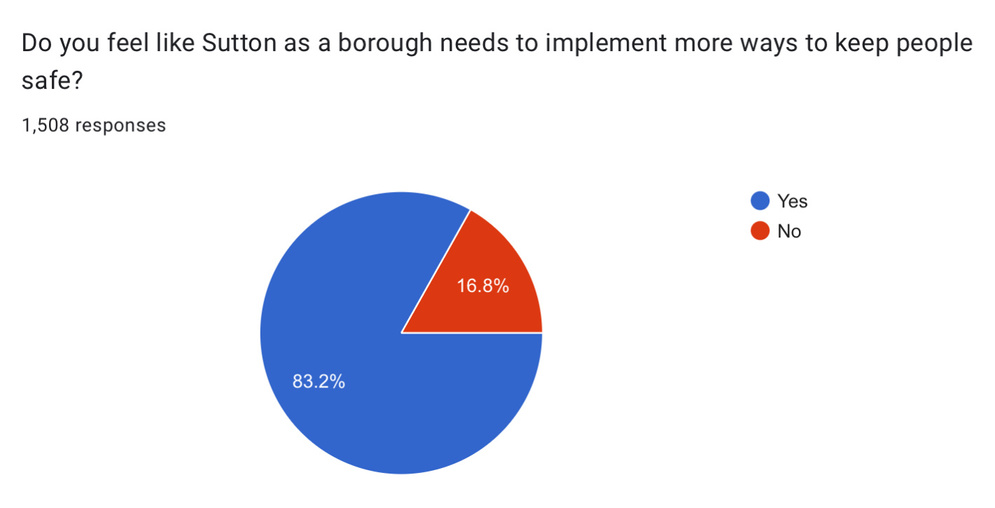 Do you feel like Sutton as a borough needs to implement more ways to keep people
safe?
1,508 responses
Yes
No
16.8%
83.2%